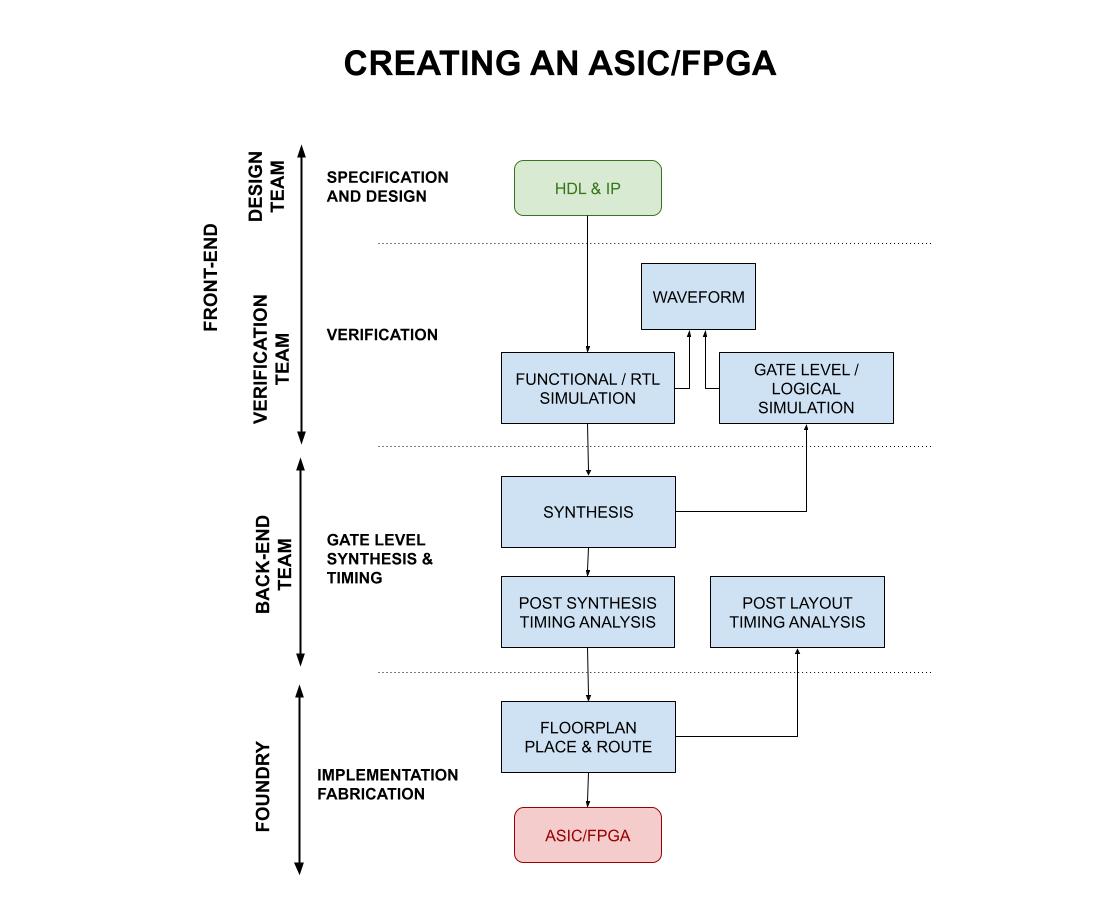 CREATING AN ASIC/FPGA
FRONT-END
DESIGN
TEAM
SPECIFICATION
AND DESIGN
HDL & IP
VERIFICATION
TEAM
VERIFICATION
WAVEFORM
FUNCTIONAL / RTL
SIMULATION
GATE LEVEL /
LOGICAL
SIMULATION
BACK-END
TEAM
GATE LEVEL
SYNTHESIS &
TIMING
SYNTHESIS
POST SYNTHESIS
TIMING ANALYSIS
POST LAYOUT
TIMING ANALYSIS
FOUNDRY
IMPLEMENTATION
FABRICATION
FLOORPLAN
PLACE & ROUTE
ASIC/FPGA